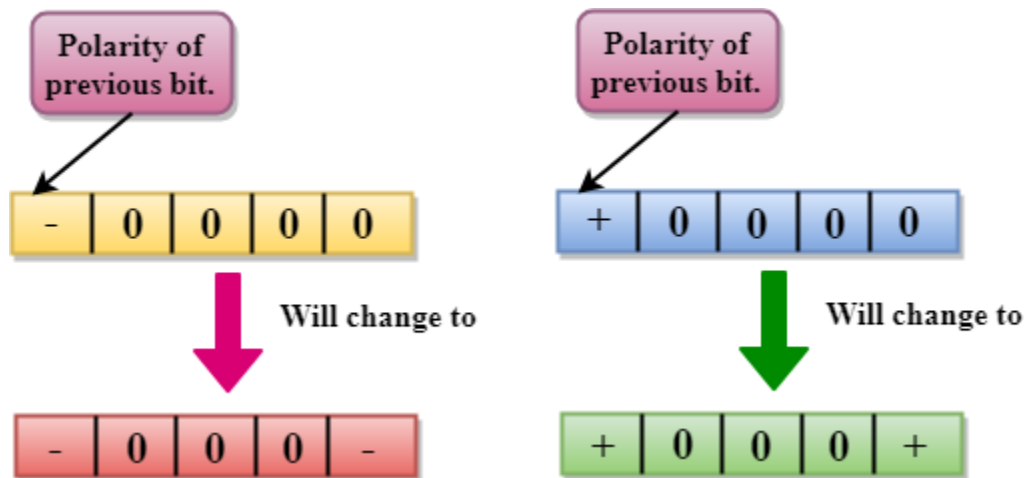 Polarity of
previous bit.
- 0 0 0 0
Will change to
- 0 0 0 -
Polarity of
previous bit.
+ 0 0 0 0
Will change to
+ 0 0 0 +